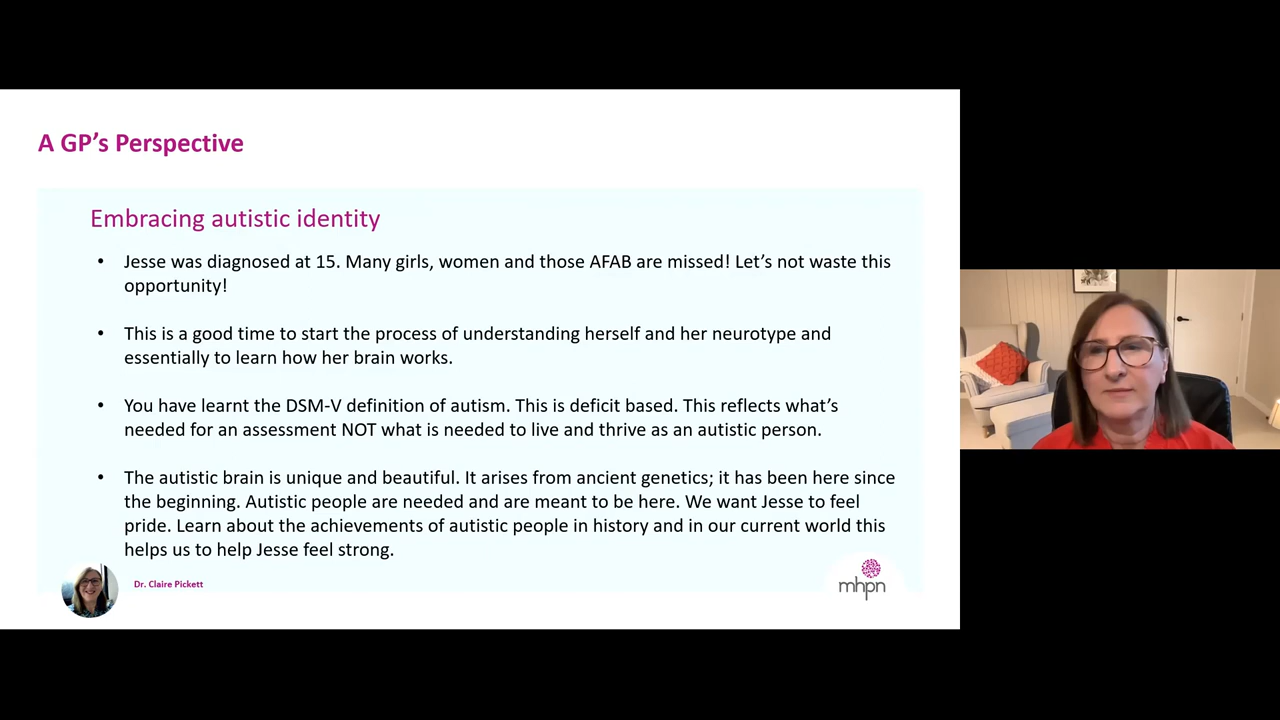 A GP’s Perspective
Embracing autistic identity
• Jesse was diagnosed at 15. Many girls, women and those AFAB are missed! Let’s not waste this
opportunity!
• This is a good time to start the process of understanding herself and her neurotype and
essentially to learn how her brain works.
• You have learnt the DSM-V definition of autism. This is deficit based. This reflects what’s
needed for an assessment NOT what is needed to live and thrive as an autistic person.
• The autistic brain is unique and beautiful. It arises from ancient genetics; it has been here since
the beginning. Autistic people are needed and are meant to be here. We want Jesse to feel
pride. Learn about the achievements of autistic people in history and in our current world this
helps us to help Jesse feel strong.
Dr. Claire Pickett
mhpn